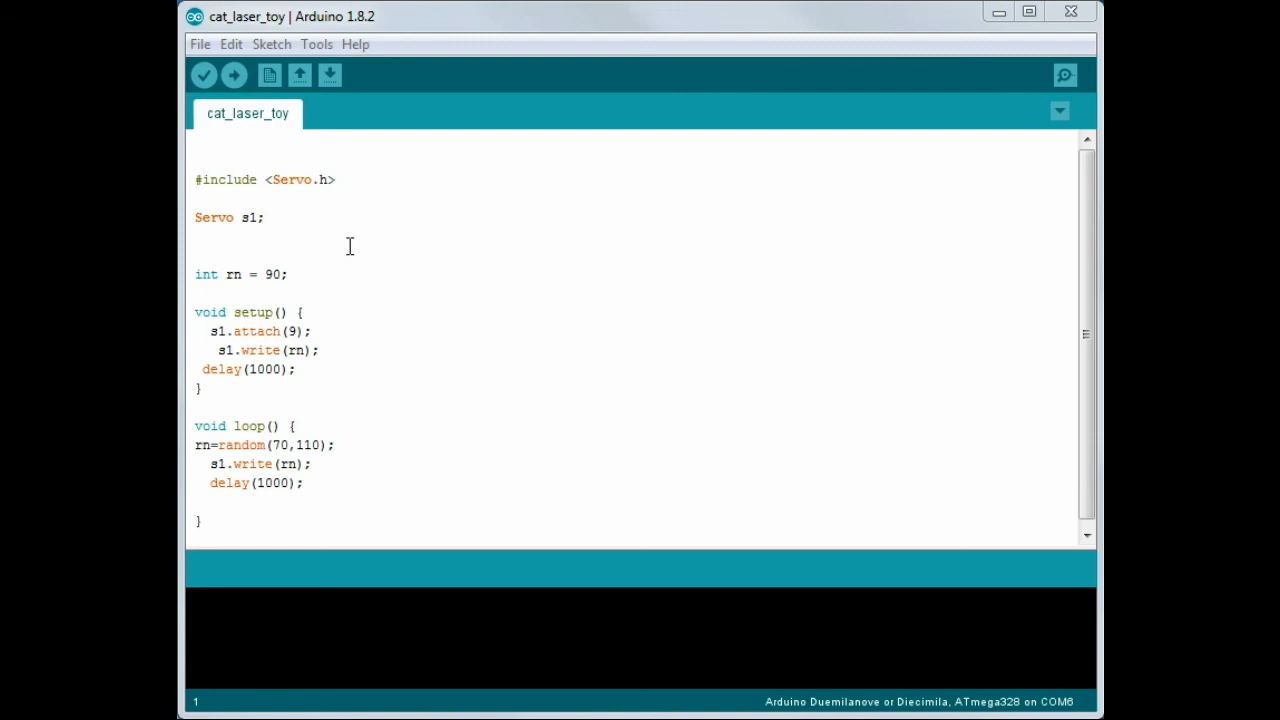 cat_laser_toy | Arduino 1.8.2
File Edit Sketch Tools Help
cat_laser_toy
#include <Servo.h>
Servo s1;
int rn = 90;
void setup() {
s1.attach(9);
s1.write(rn);
delay(1000);
}
void loop() {
rn=random(70,110);
s1.write(rn);
delay(1000);
}
1 Arduino Duemilanove or Diecimila, ATmega328 on COM6